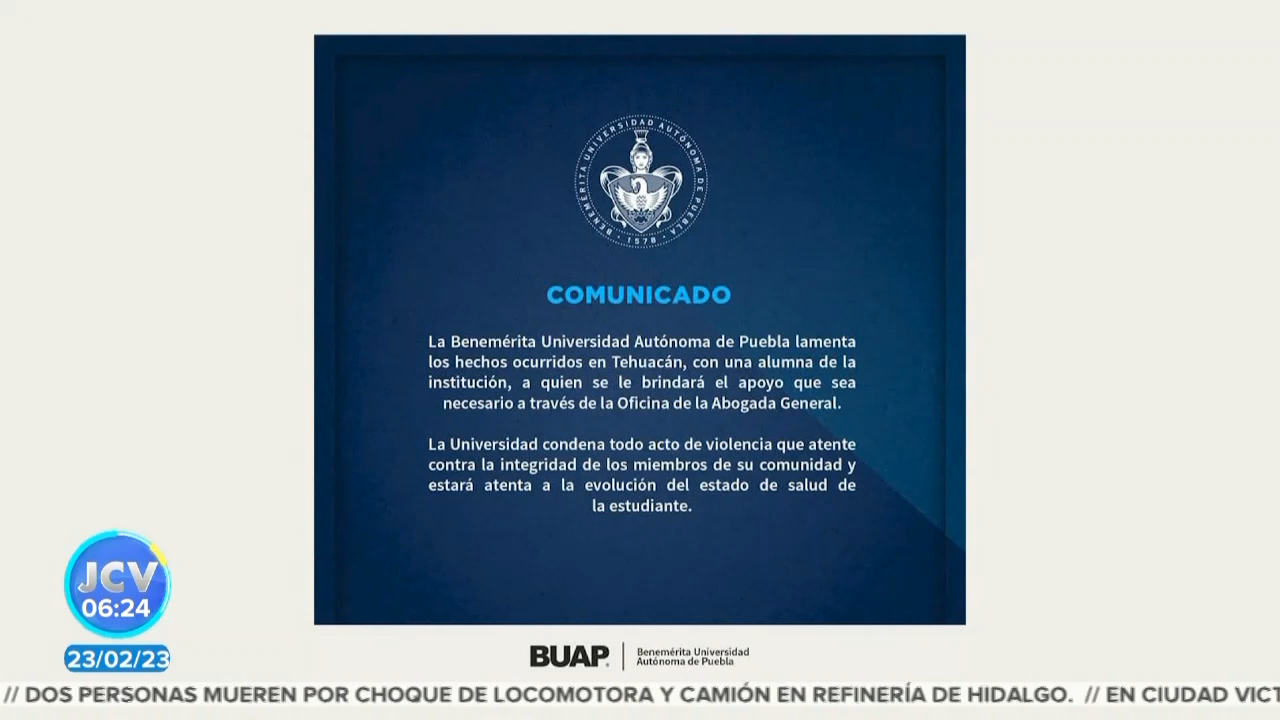 BENEMÉRITA UNIVERSIDAD AUTÓNOMA DE PUEBLA
· 1578 ·
COMUNICADO
La Benemérita Universidad Autónoma de Puebla lamenta
los hechos ocurridos en Tehuacán, con una alumna de la
institución, a quien se le brindará el apoyo que sea
necesario a través de la Oficina de la Abogada General.
La Universidad condena todo acto de violencia que atente
contra la integridad de los miembros de su comunidad y
estará atenta a la evolución del estado de salud de
la estudiante.
JCV
06:24
23/02/23
BUAP
Benemérita Universidad
Autónoma de Puebla
// DOS PERSONAS MUEREN POR CHOQUE DE LOCOMOTORA Y CAMIÓN EN REFINERÍA DE HIDALGO. // EN CIUDAD VICT